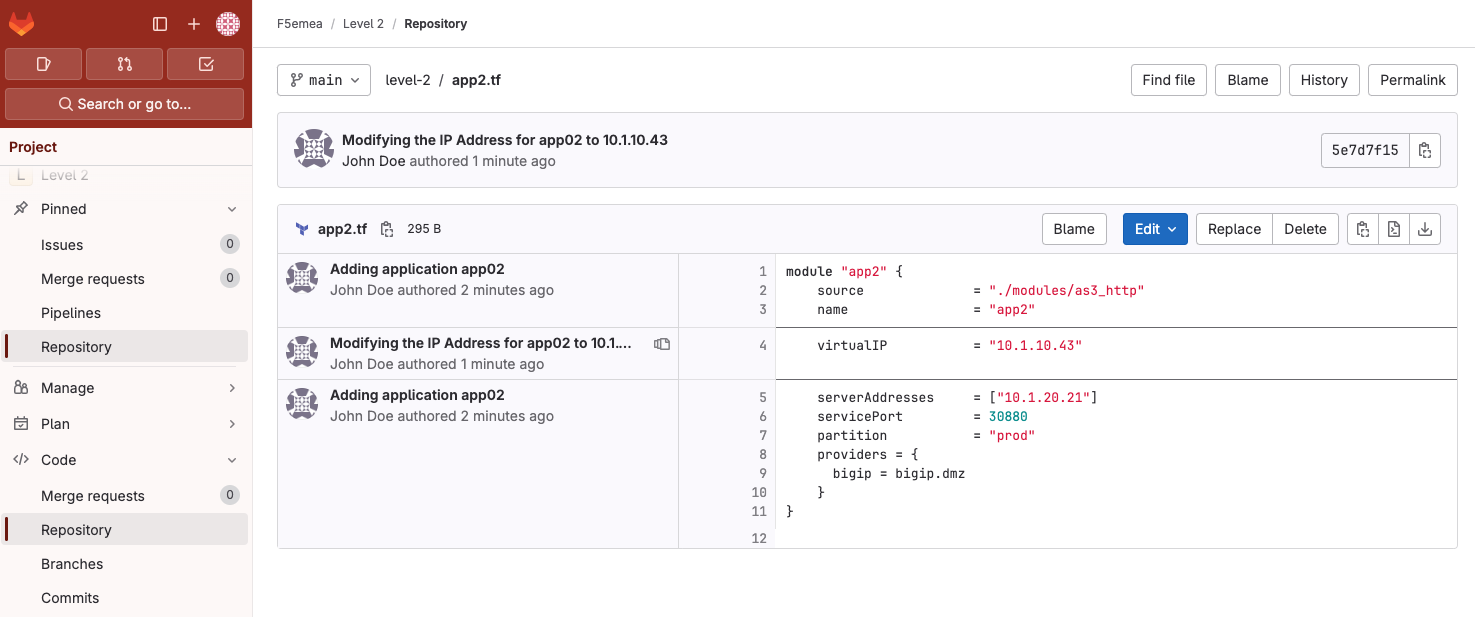 F5emea / Level 2 / Repository
Search or go to...
Project
L Level 2
Pinned
Issues 0
Merge requests 0
Pipelines
Repository
Manage
Plan
Code
Merge requests 0
Repository
Branches
Commits
main level-2 / app2.tf Find file Blame History Permalink
Modifying the IP Address for app02 to 10.1.10.43
John Doe authored 1 minute ago
5e7d7f15
app2.tf 295 B Blame Edit Replace Delete
Adding application app02
John Doe authored 2 minutes ago
Modifying the IP Address for app02 to 10.1....
John Doe authored 1 minute ago
Adding application app02
John Doe authored 2 minutes ago
1 module "app2" {
2     source              = "./modules/as3_http"
3     name                = "app2"
4     virtualIP           = "10.1.10.43"
5     serverAddresses     = ["10.1.20.21"]
6     servicePort         = 30880
7     partition           = "prod"
8     providers = {
9       bigip = bigip.dmz
10     }
11 }
12